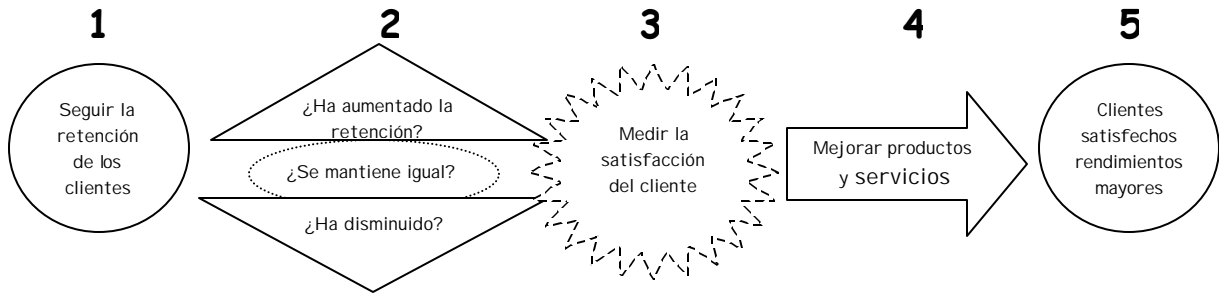 1
2
3
4
5
Seguir la
retención
de los
clientes
¿Ha aumentado la
retención?
¿Se mantiene igual?
¿Ha disminuido?
Medir la
satisfacción
del cliente
Mejorar productos
y servicios
Clientes
satisfechos
rendimientos
mayores